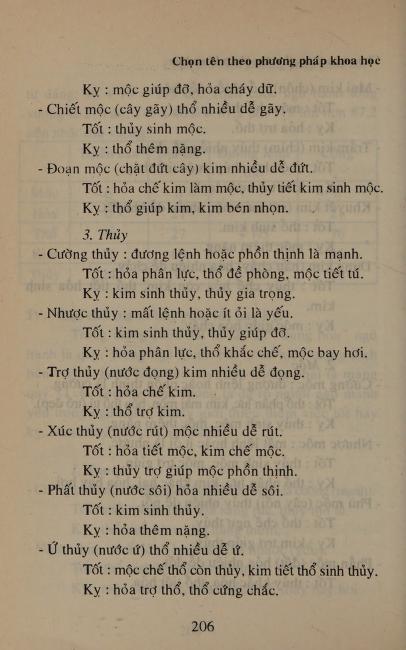 Chọn tên theo phương pháp khoa học
Kỵ : mộc giúp đỡ, hỏa cháy dữ.
- Chiết mộc (cây gãy) thổ nhiều dễ gãy.
Tốt : thủy sinh mộc.
Kỵ : thổ thêm nặng.
- Đoạn mộc (chặt đứt cây) kim nhiều dễ đứt.
Tốt : hỏa chế kim làm mộc, thủy tiết kim sinh mộc.
Kỵ : thổ giúp kim, kim bén nhọn.
3. Thủy
- Cường thủy : đương lệnh hoặc phồn thịnh là mạnh.
Tốt : hỏa phân lực, thổ đề phòng, mộc tiết tú.
Kỵ : kim sinh thủy, thủy gia trọng.
- Nhược thủy : mất lệnh hoặc ít ỏi là yếu.
Tốt : kim sinh thủy, thủy giúp đỡ.
Kỵ : hỏa phân lực, thổ khắc chế, mộc bay hơi.
- Trợ thủy (nước đọng) kim nhiều dễ đọng.
Tốt : hỏa chế kim.
Kỵ : thổ trợ kim.
- Xúc thủy (nước rút) mộc nhiều dễ rút.
Tốt : hỏa tiết mộc, kim chế mộc.
Kỵ : thủy trợ giúp mộc phồn thịnh.
- Phất thủy (nước sôi) hỏa nhiều dễ sôi.
Tốt : kim sinh thủy.
Kỵ : hỏa thêm nặng.
- Ứ thủy (nước ứ) thổ nhiều dễ ứ.
Tốt : mộc chế thổ còn thủy, kim tiết thổ sinh thủy.
Kỵ : hỏa trợ thổ, thổ cứng chắc.
206